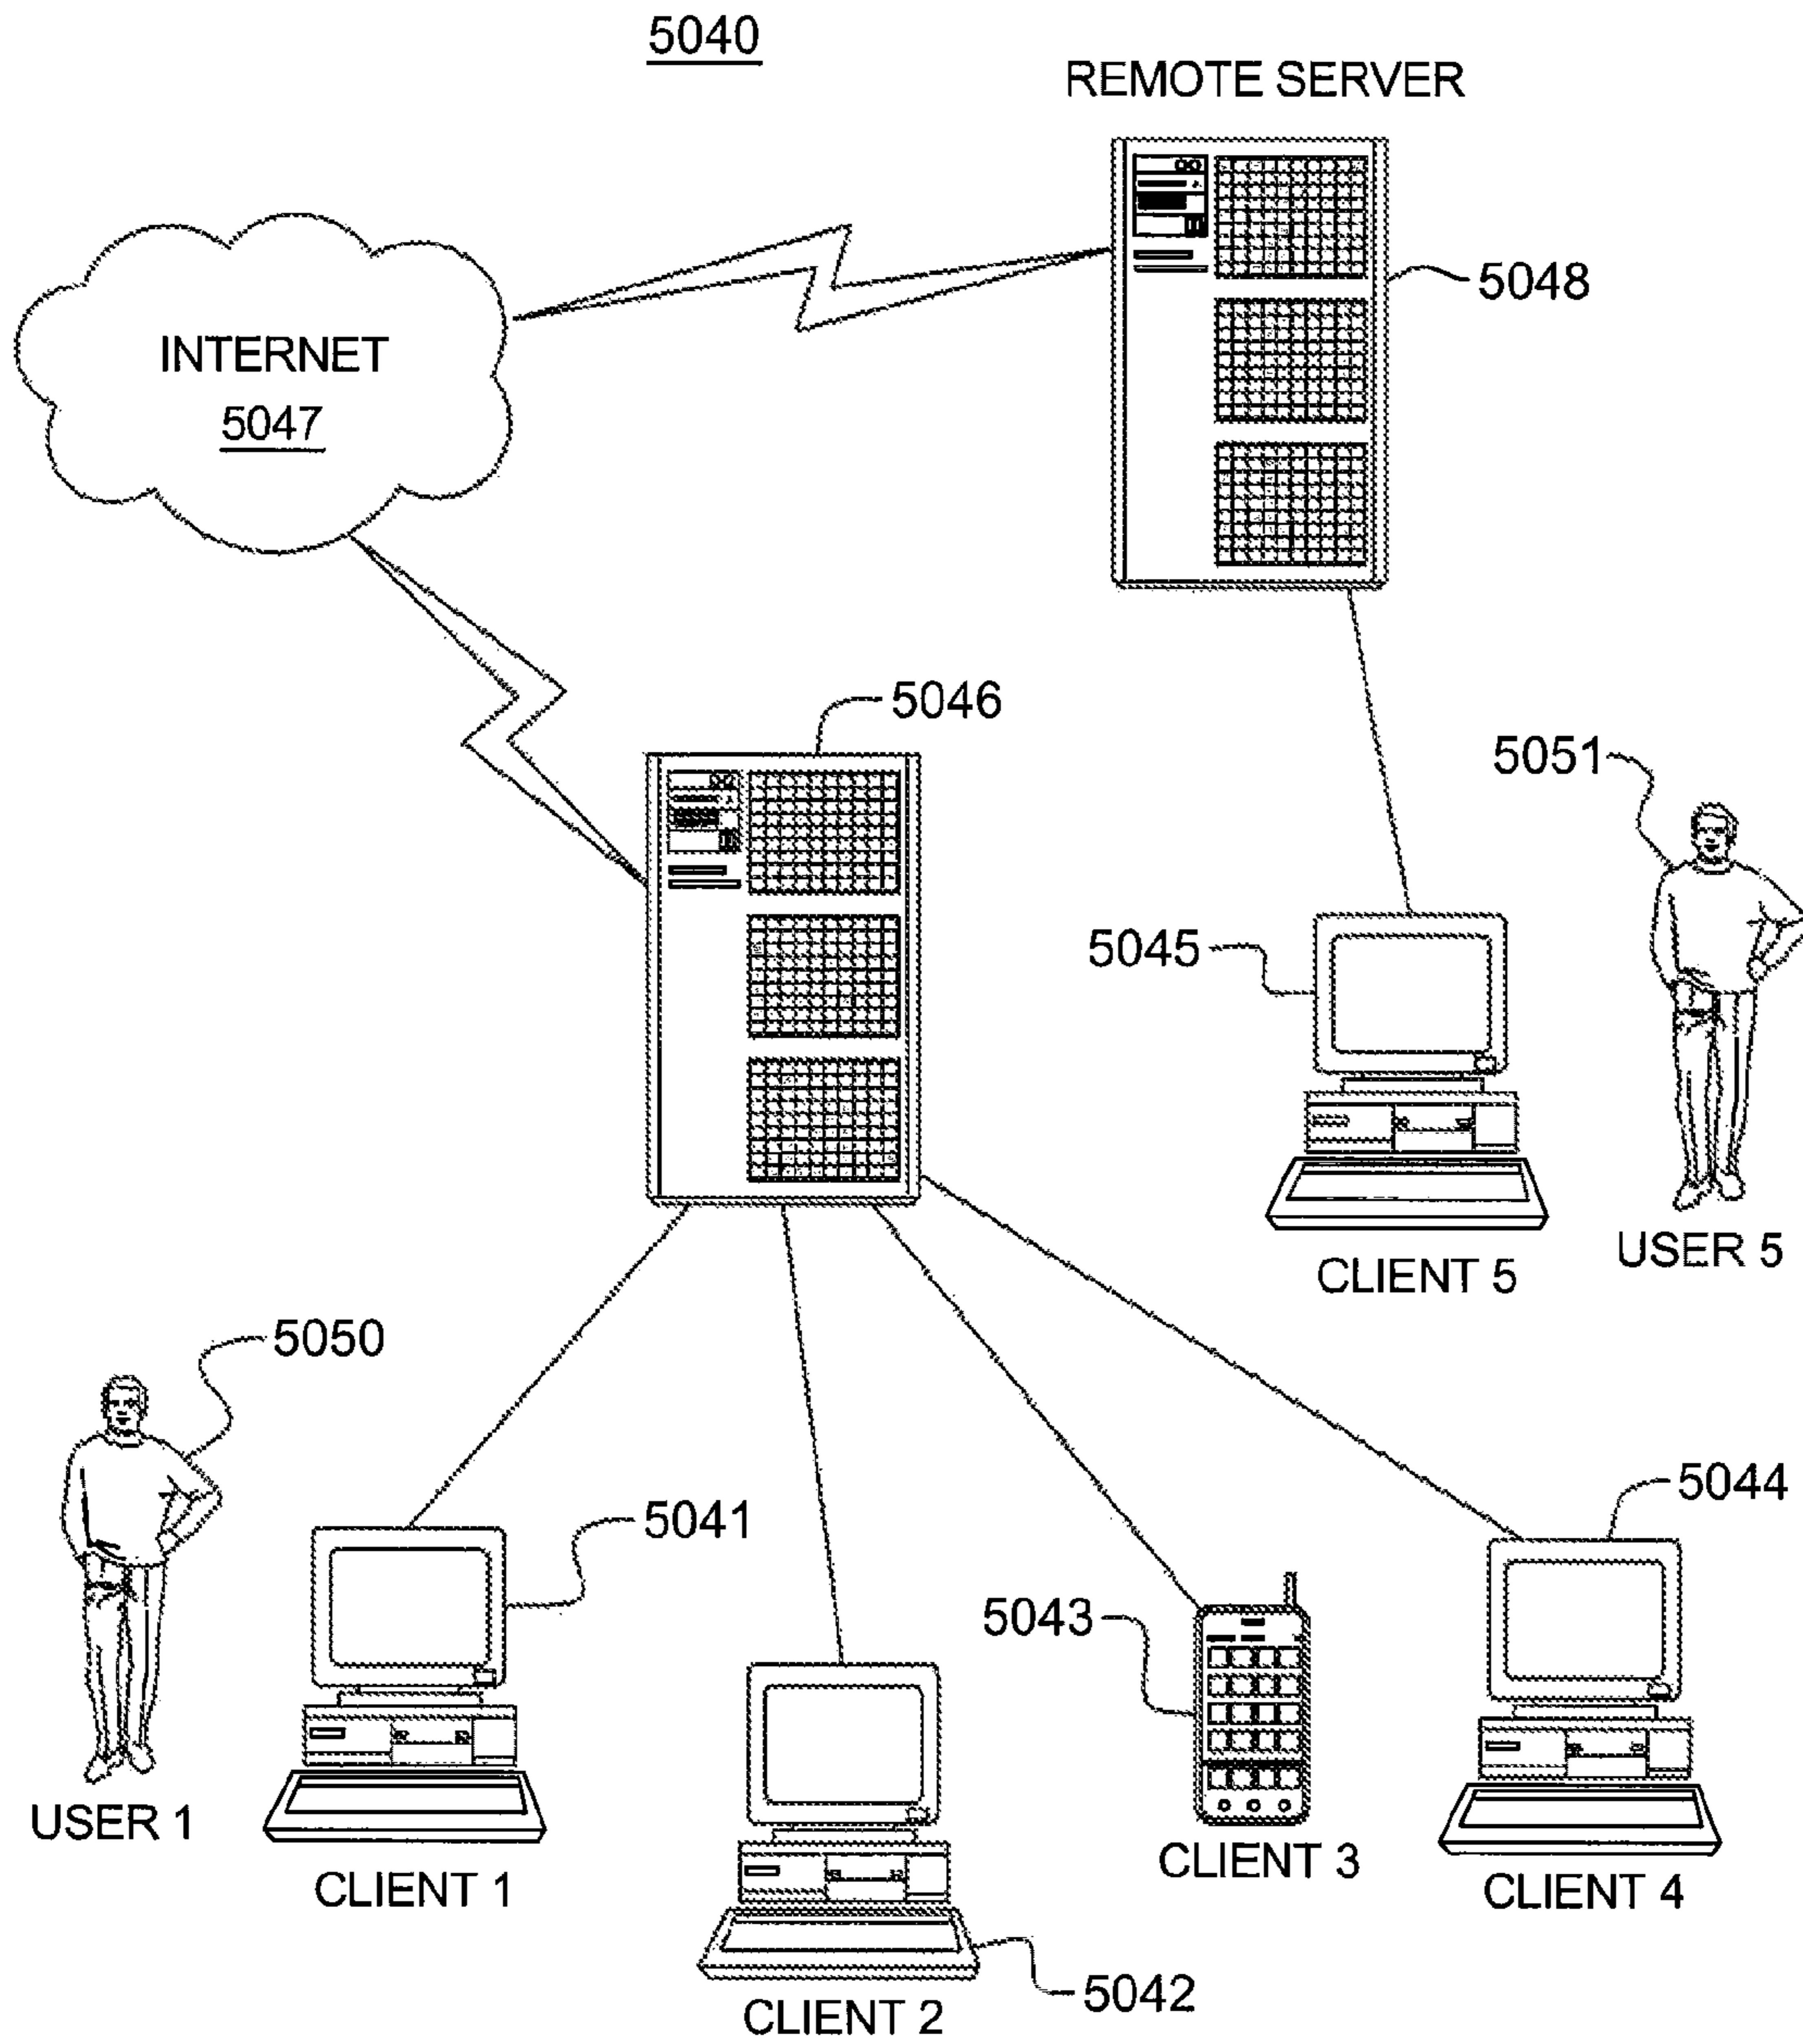 5040
REMOTE SERVER
INTERNET
5047
5048
5046
5051
5045
CLIENT 5
USER 5
5050
5041
5044
5043
USER 1
CLIENT 1
CLIENT 3
CLIENT 4
5042
CLIENT 2